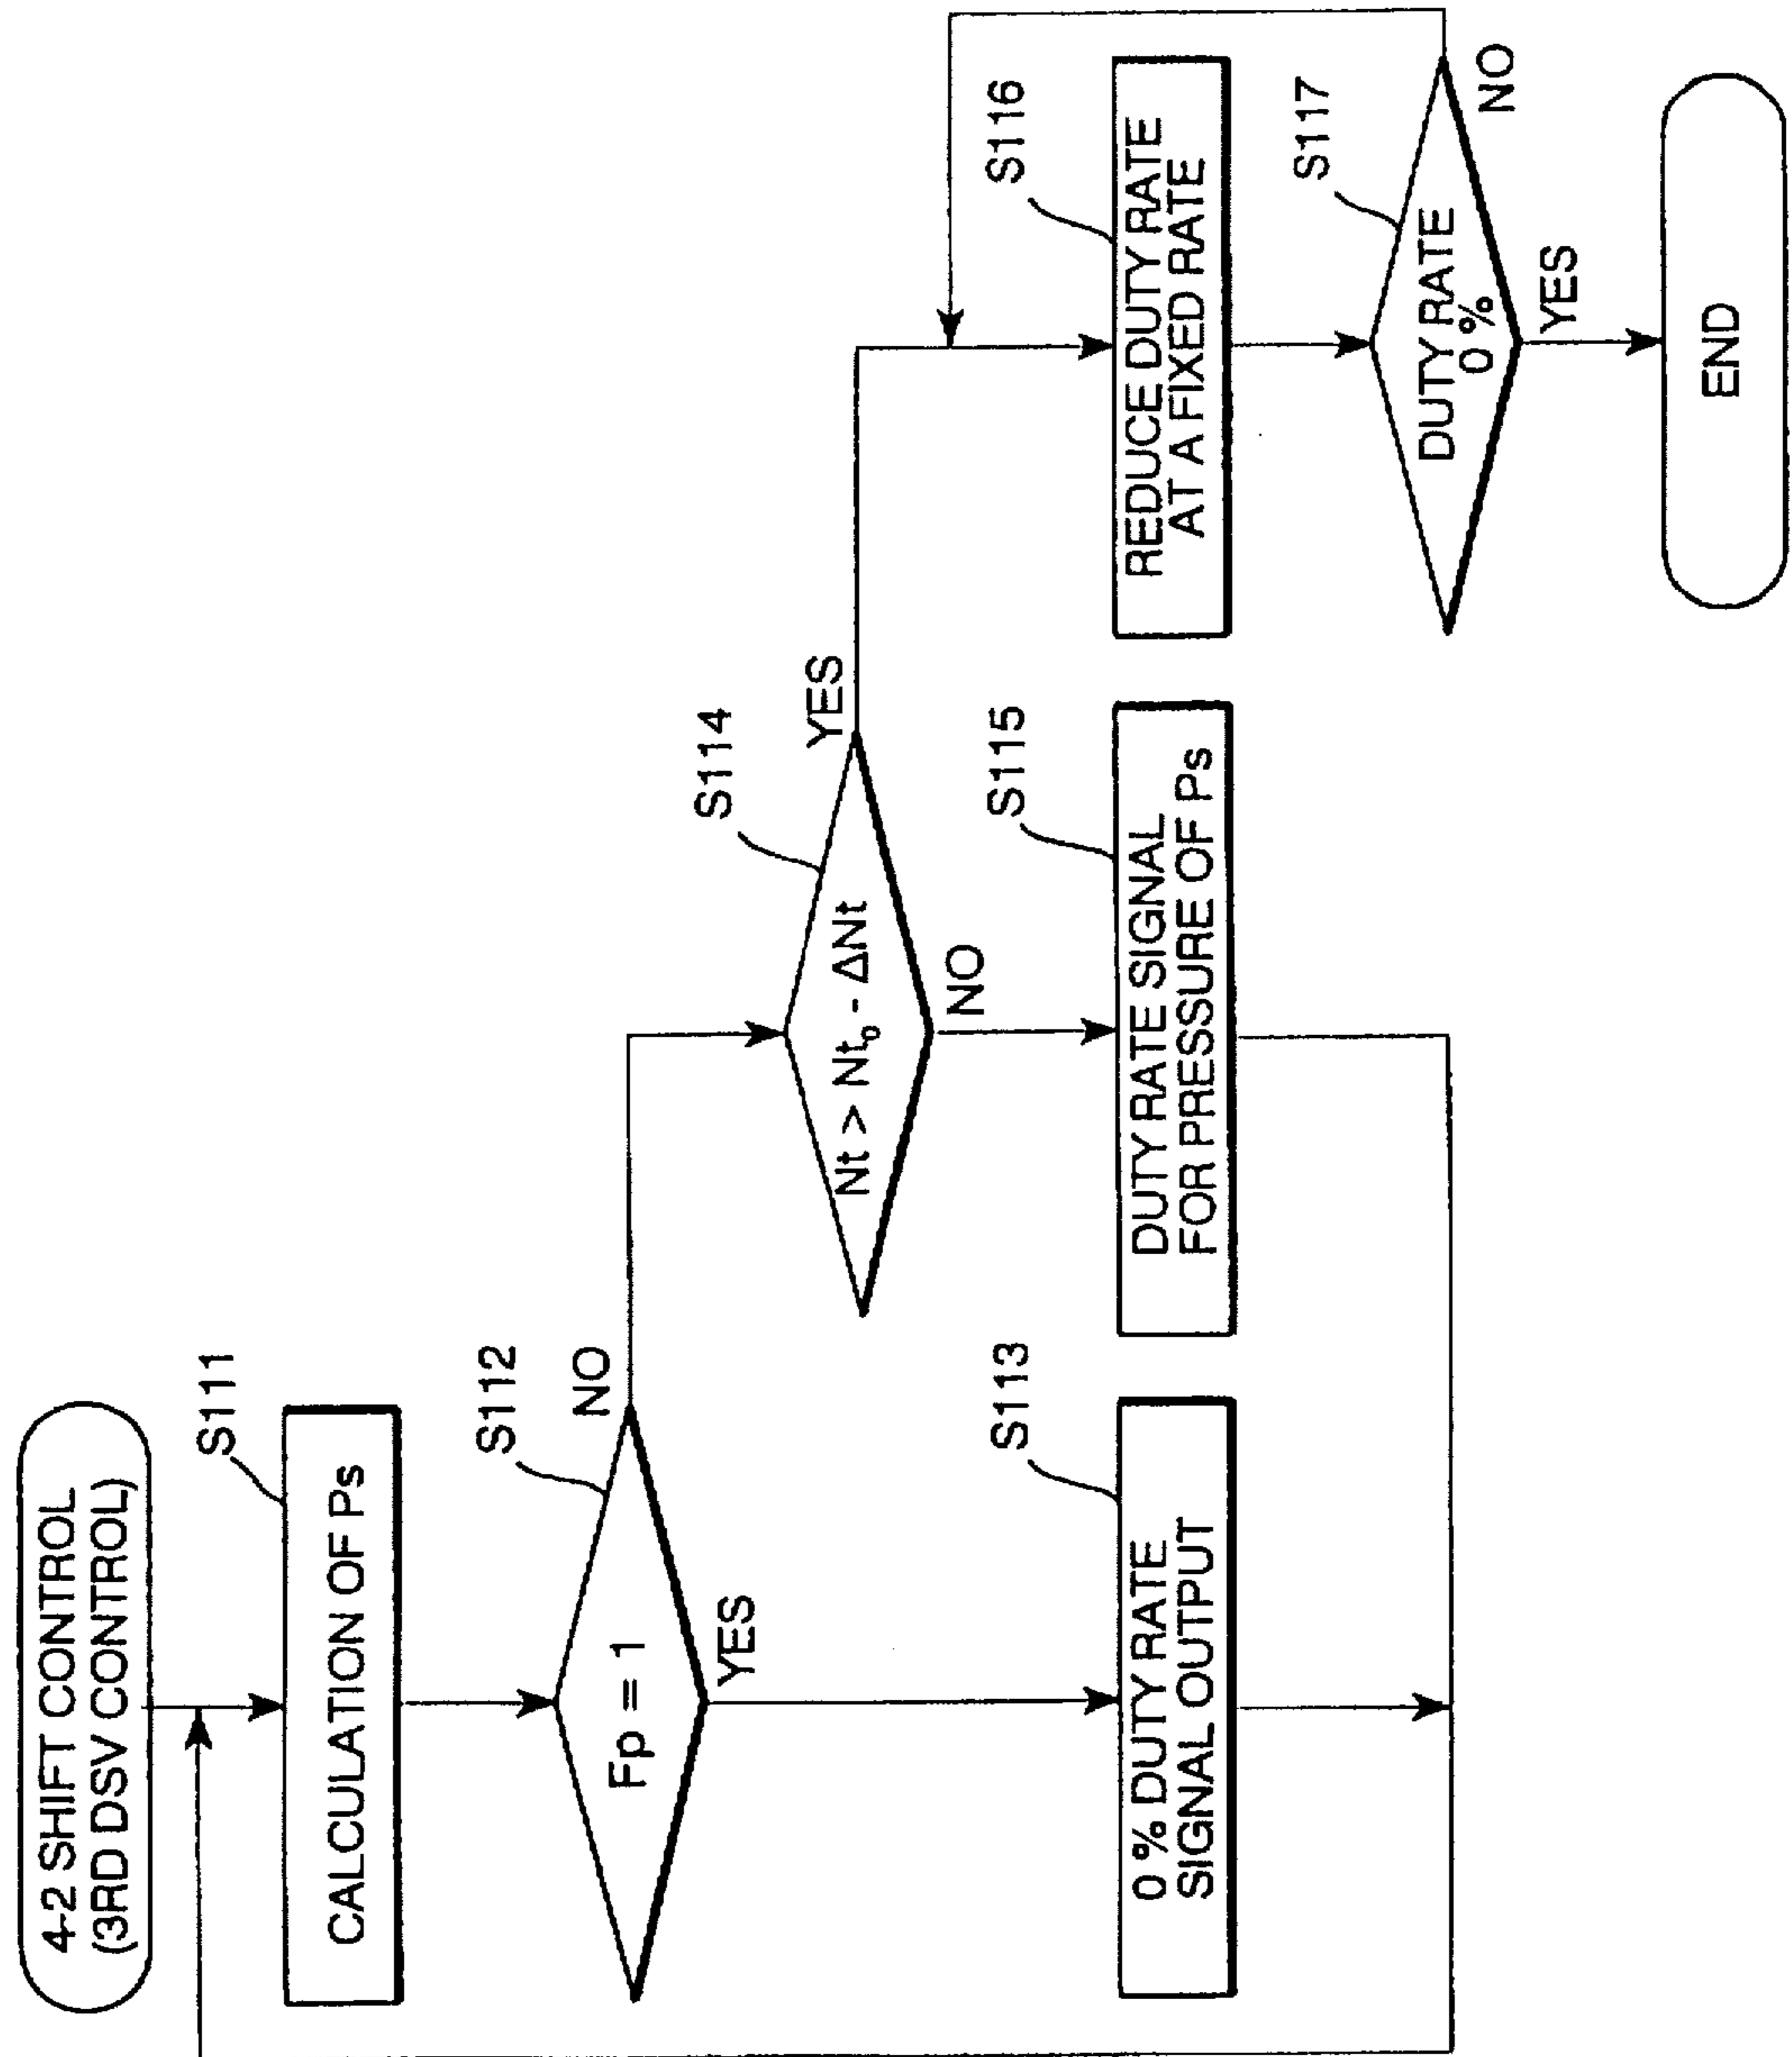 4-2 SHIFT CONTROL
(3RD DSV CONTROL)
S111
CALCULATION OF Ps
S112
Fp = 1
NO
YES
S113
0 % DUTY RATE
SIGNAL OUTPUT
S114
Nt > Nt₀ - ΔNt
YES
NO
S115
DUTY RATE SIGNAL
FOR PRESSURE OF Ps
S116
REDUCE DUTY RATE
AT A FIXED RATE
S117
DUTY RATE
0 %
NO
YES
END